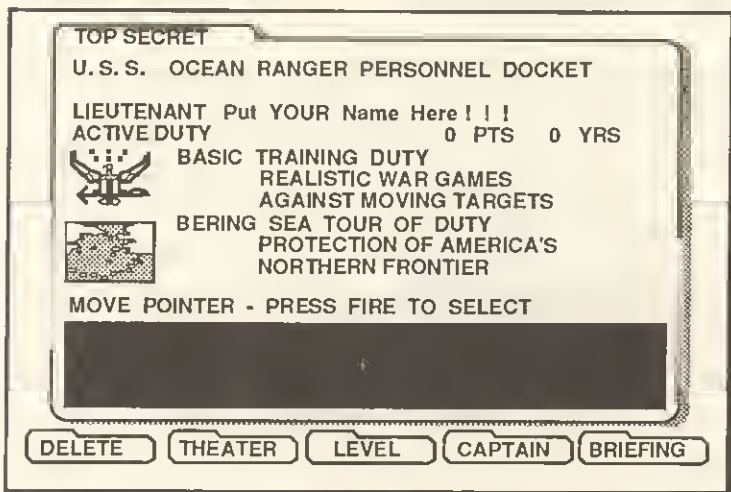 TOP SECRET
U.S.S. OCEAN RANGER PERSONNEL DOCKET
LIEUTENANT Put YOUR Name Here! ! !
ACTIVE DUTY 0 PTS 0 YRS
BASIC TRAINING DUTY
REALISTIC WAR GAMES
AGAINST MOVING TARGETS
BERING SEA TOUR OF DUTY
PROTECTION OF AMERICA'S
NORTHERN FRONTIER
MOVE POINTER - PRESS FIRE TO SELECT
DELETE THEATER LEVEL CAPTAIN BRIEFING